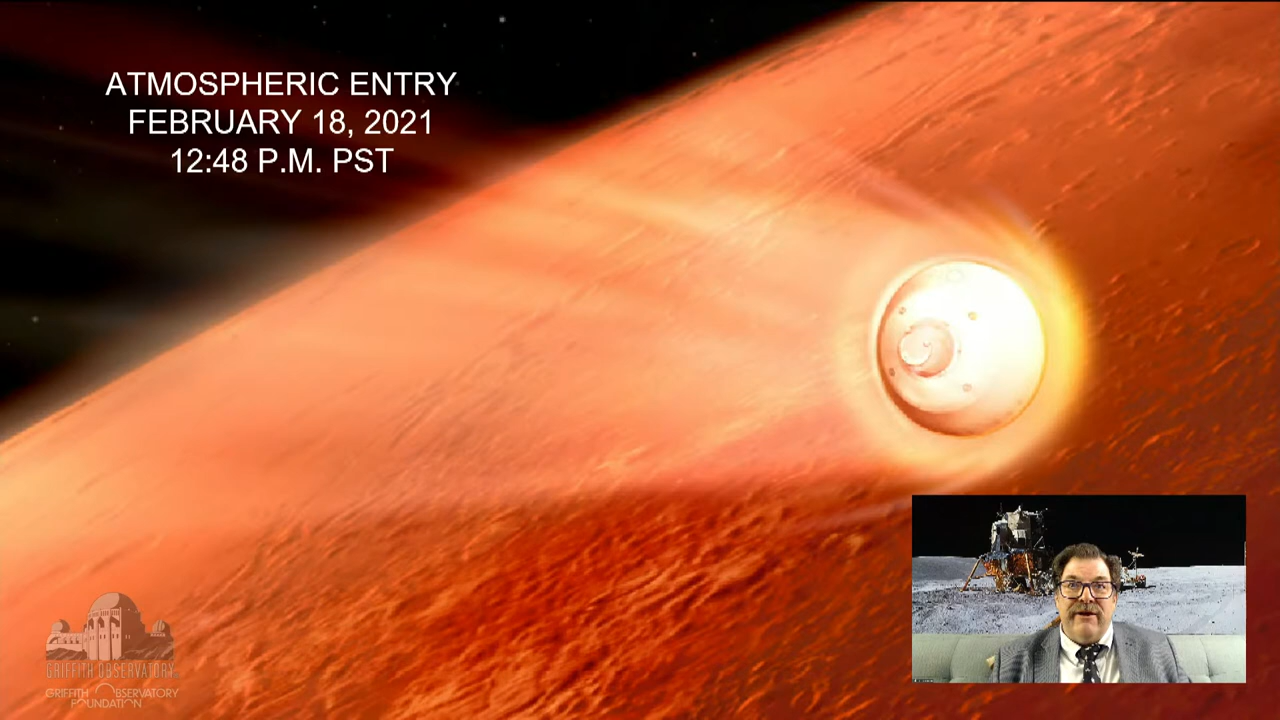 ATMOSPHERIC ENTRY
FEBRUARY 18, 2021
12:48 P.M. PST
GRIFFITH OBSERVATORY
GRIFFITH OBSERVATORY
FOUNDATION